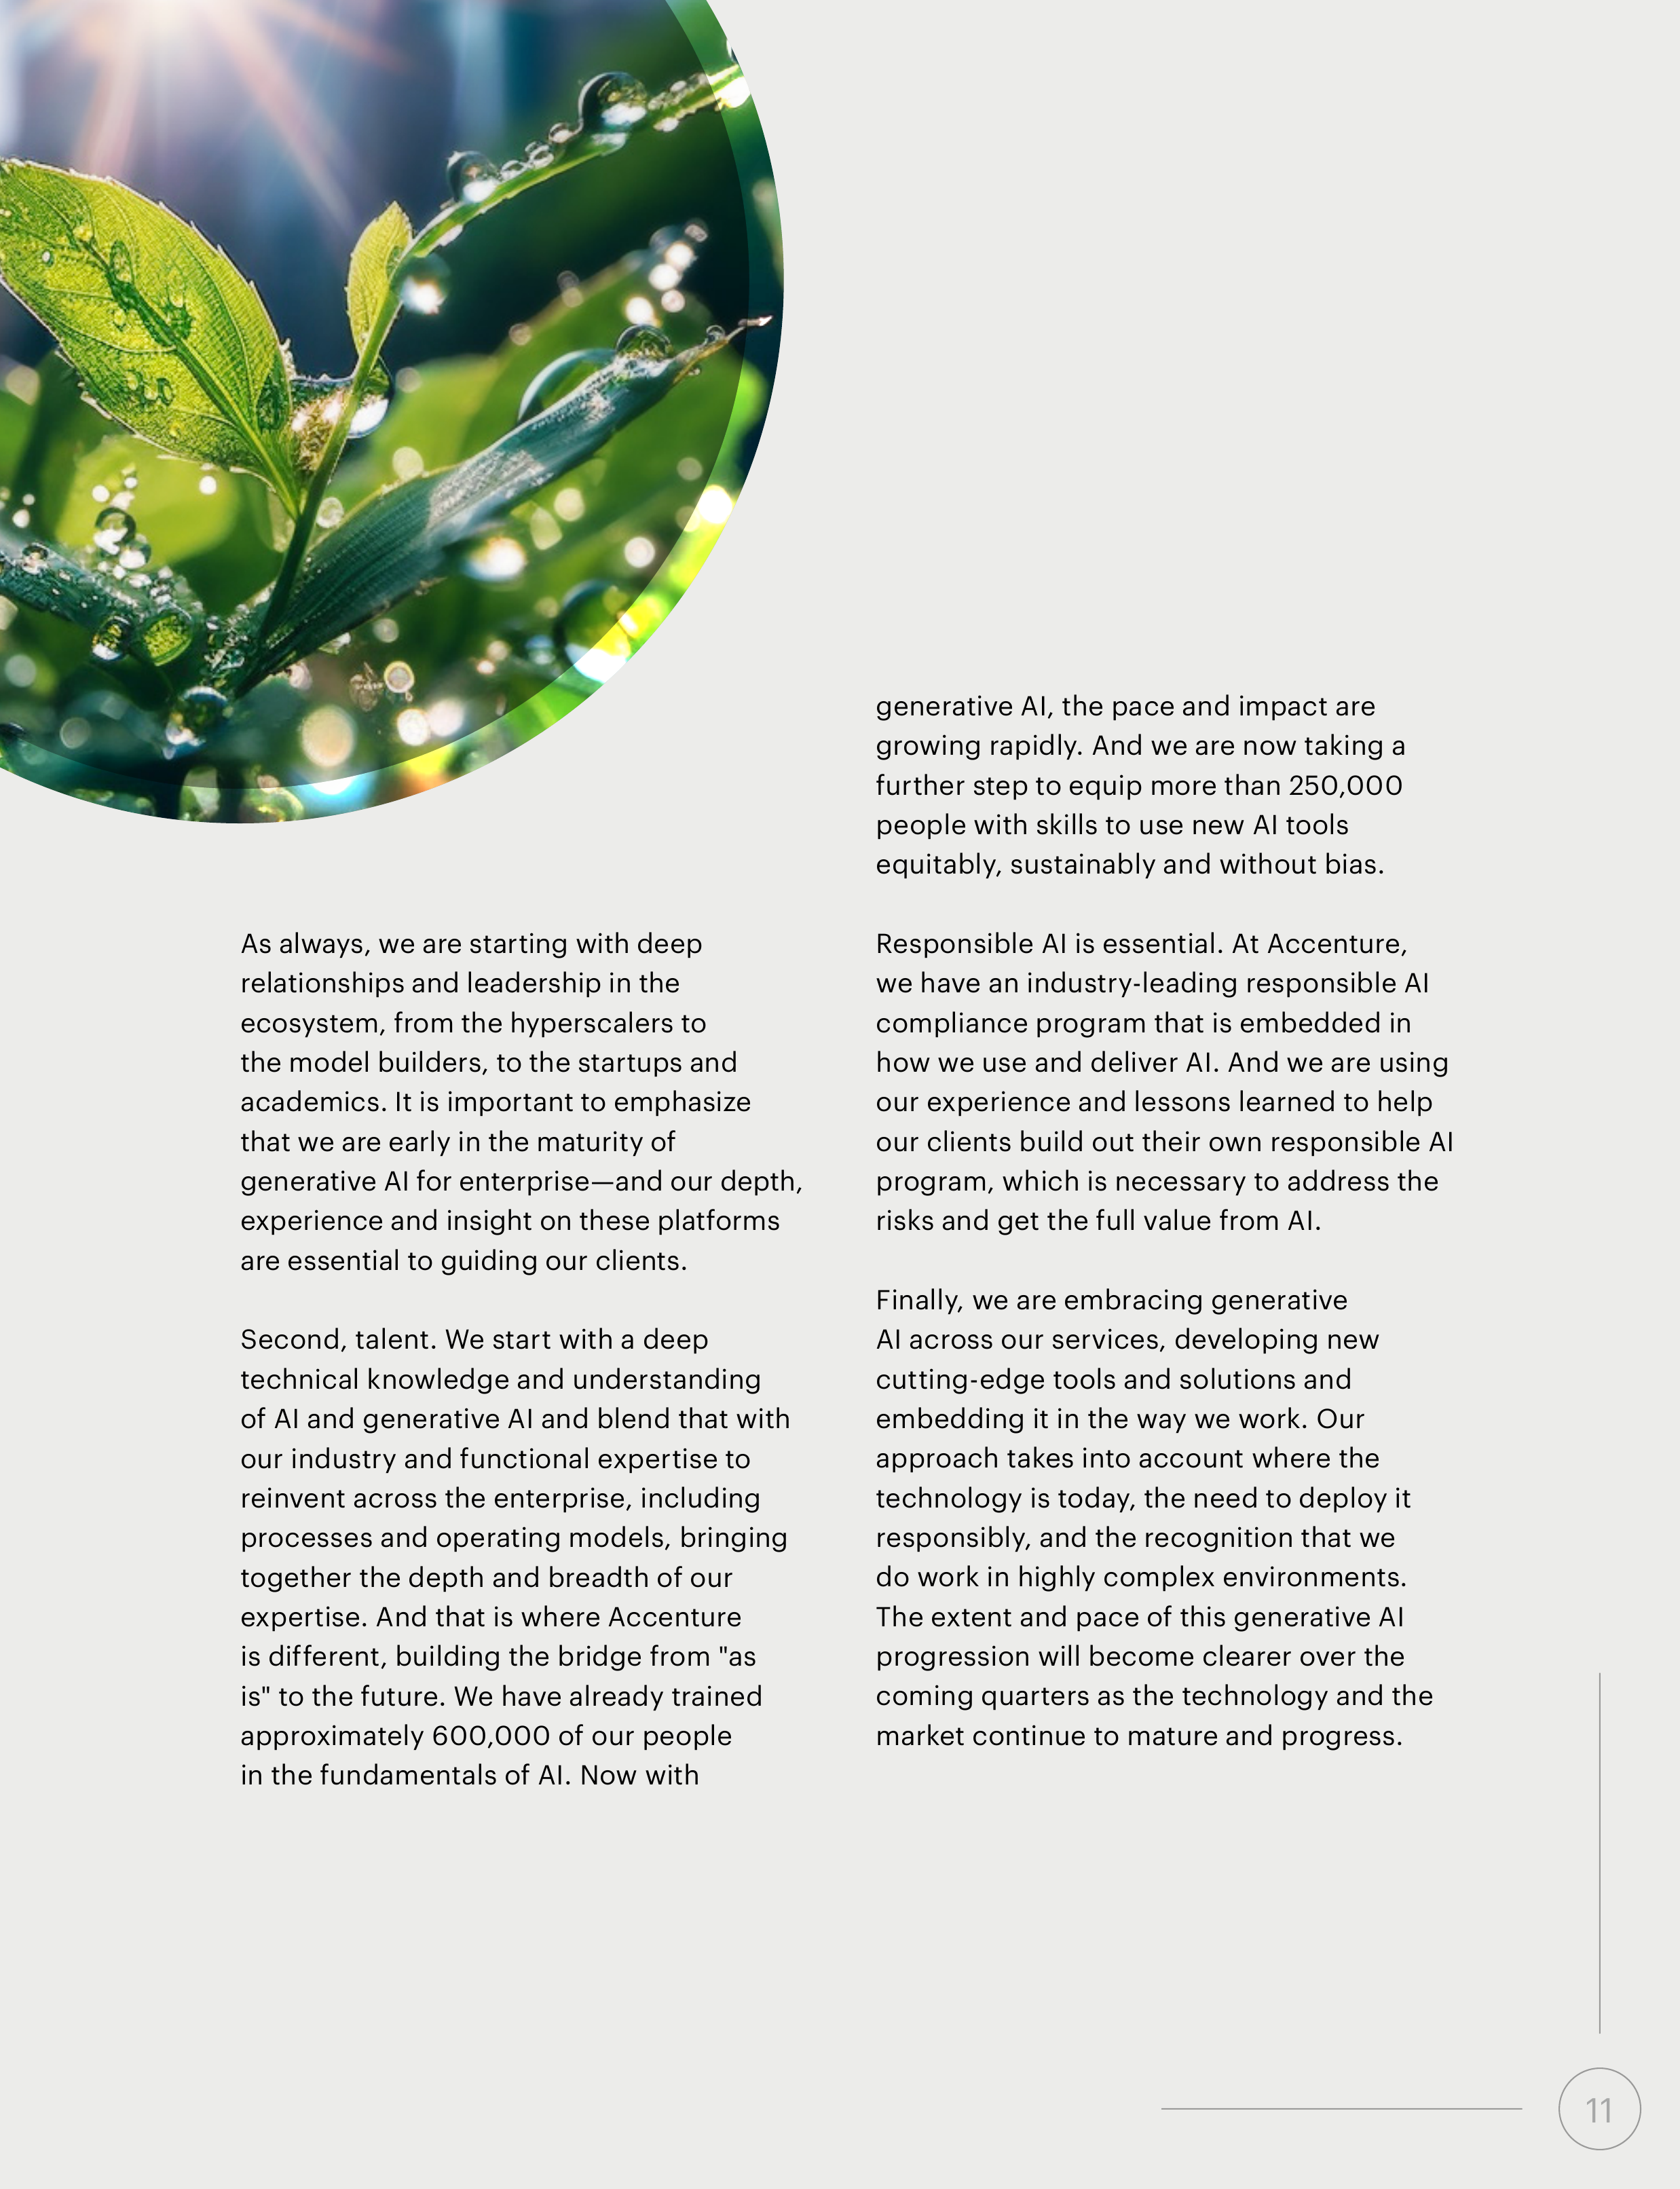 As always, we are starting with deep
relationships and leadership in the
ecosystem, from the hyperscalers to
the model builders, to the startups and
academics. It is important to emphasize
that we are early in the maturity of
generative AI for enterprise—and our depth,
experience and insight on these platforms
are essential to guiding our clients.

Second, talent. We start with a deep
technical knowledge and understanding
of AI and generative AI and blend that with
our industry and functional expertise to
reinvent across the enterprise, including
processes and operating models, bringing
together the depth and breadth of our
expertise. And that is where Accenture
is different, building the bridge from "as
is" to the future. We have already trained
approximately 600,000 of our people
in the fundamentals of AI. Now with
generative AI, the pace and impact are
growing rapidly. And we are now taking a
further step to equip more than 250,000
people with skills to use new AI tools
equitably, sustainably and without bias.

Responsible AI is essential. At Accenture,
we have an industry-leading responsible AI
compliance program that is embedded in
how we use and deliver AI. And we are using
our experience and lessons learned to help
our clients build out their own responsible AI
program, which is necessary to address the
risks and get the full value from AI.

Finally, we are embracing generative
AI across our services, developing new
cutting-edge tools and solutions and
embedding it in the way we work. Our
approach takes into account where the
technology is today, the need to deploy it
responsibly, and the recognition that we
do work in highly complex environments.
The extent and pace of this generative AI
progression will become clearer over the
coming quarters as the technology and the
market continue to mature and progress.

11